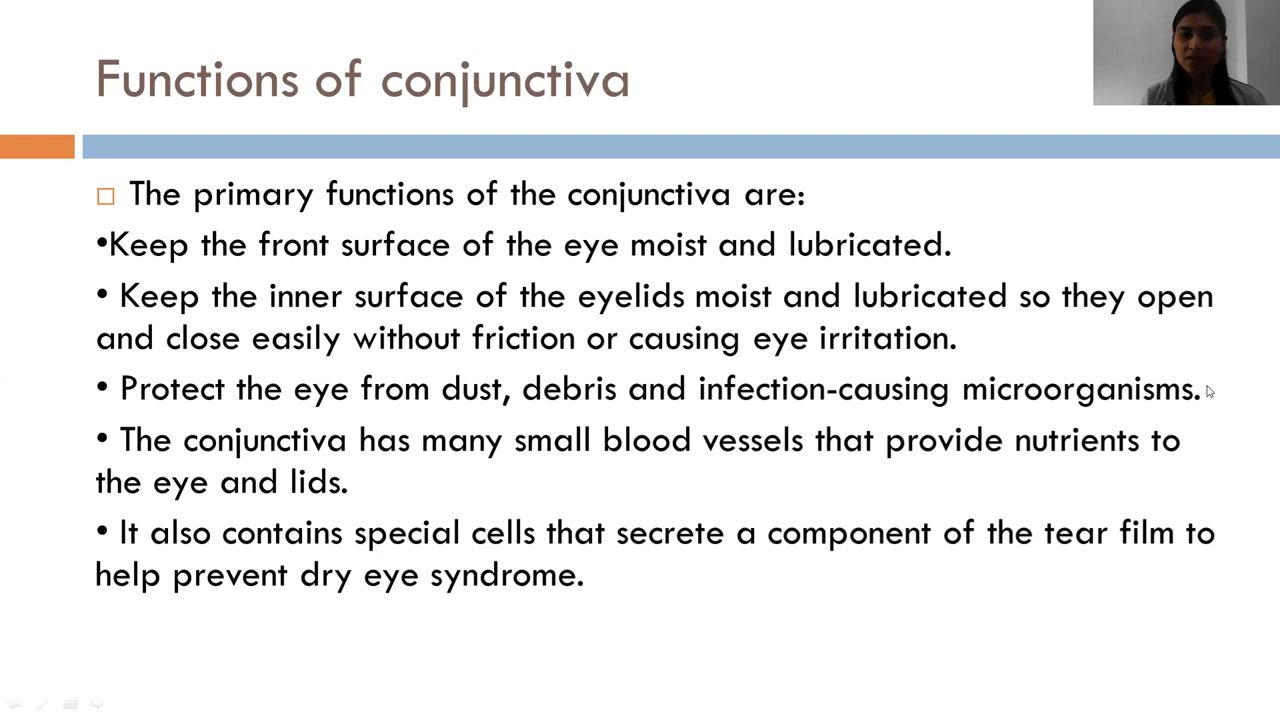 Functions of conjunctiva
The primary functions of the conjunctiva are:
•Keep the front surface of the eye moist and lubricated.
• Keep the inner surface of the eyelids moist and lubricated so they open
and close easily without friction or causing eye irritation.
• Protect the eye from dust, debris and infection-causing microorganisms.
• The conjunctiva has many small blood vessels that provide nutrients to
the eye and lids.
• It also contains special cells that secrete a component of the tear film to
help prevent dry eye syndrome.